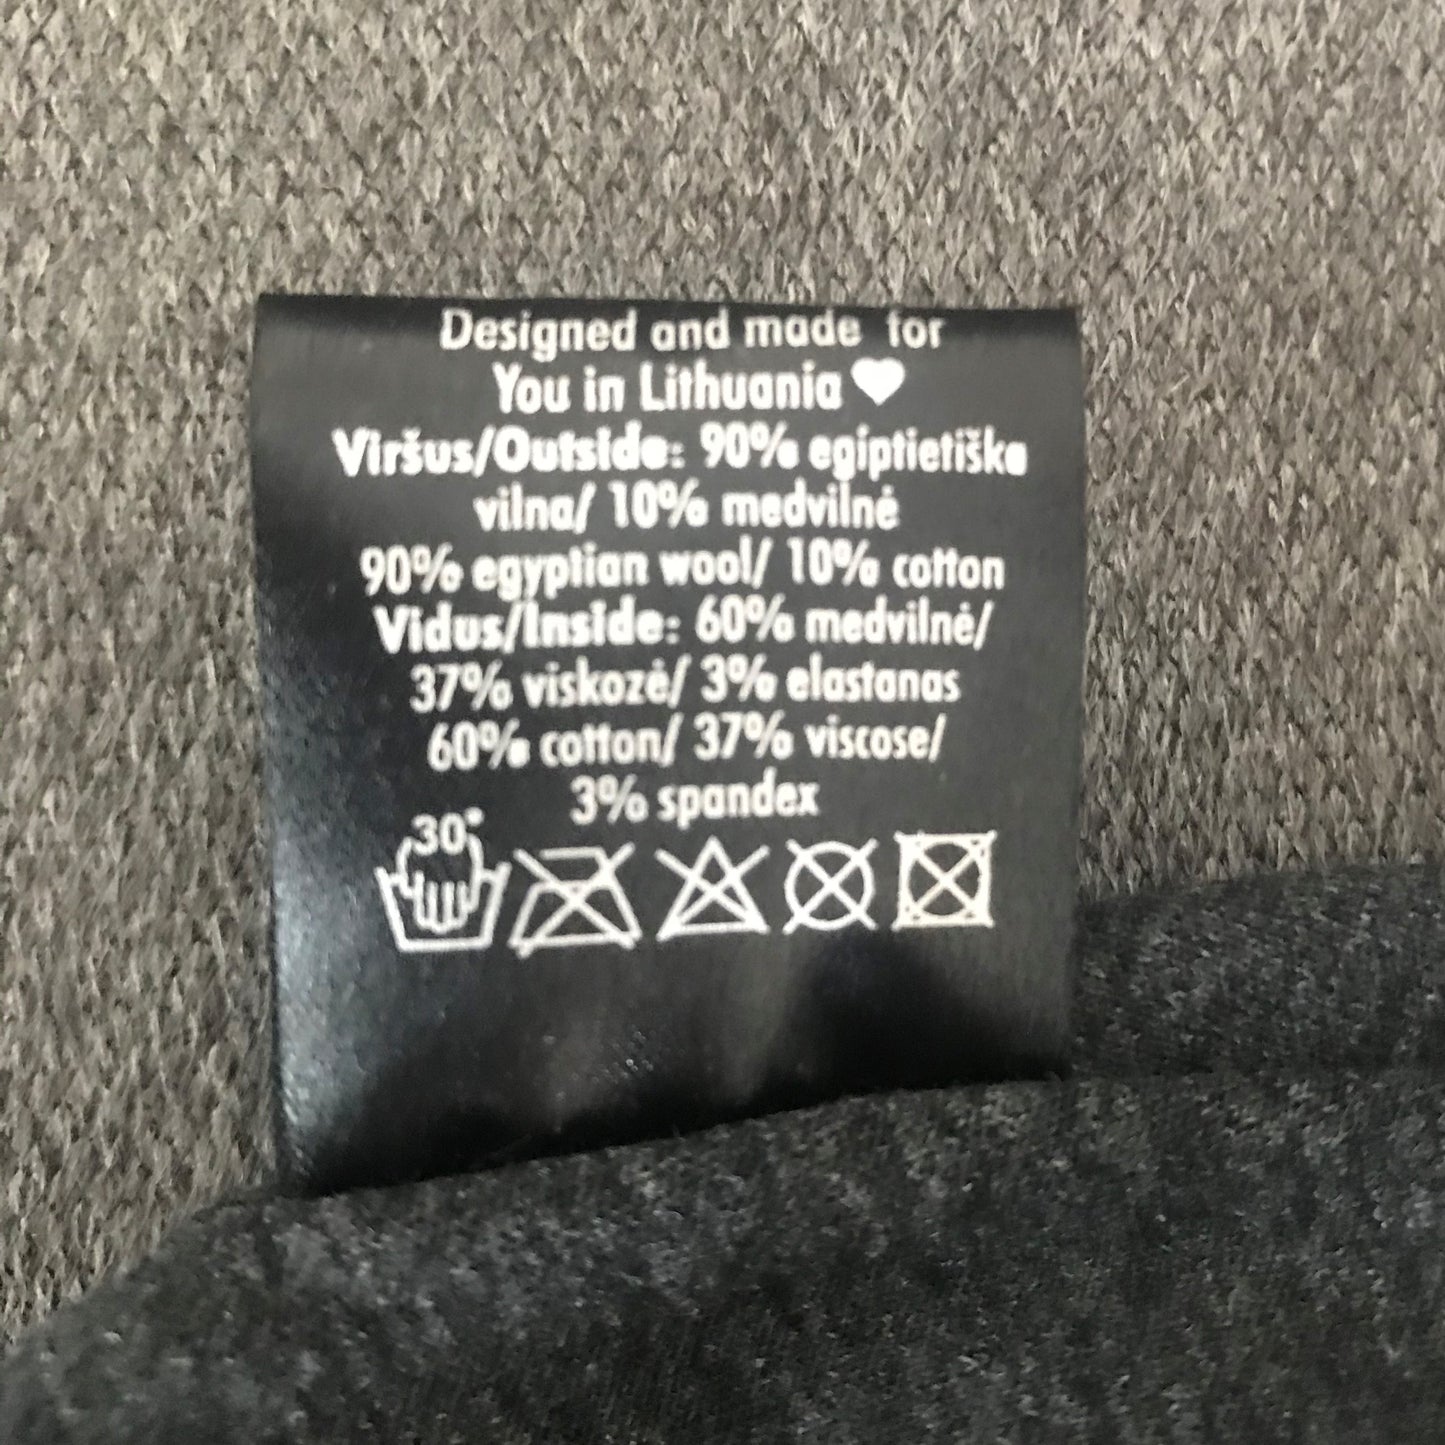 Designed and made for
You in Lithuania ♥
Viršus/Outside: 90% egiptietiška
vilna/ 10% medvilnė
90% egyptian wool/ 10% cotton
Vidus/Inside: 60% medvilnė/
37% viskozė/ 3% elastanas
60% cotton/ 37% viscose/
3% spandex
30°